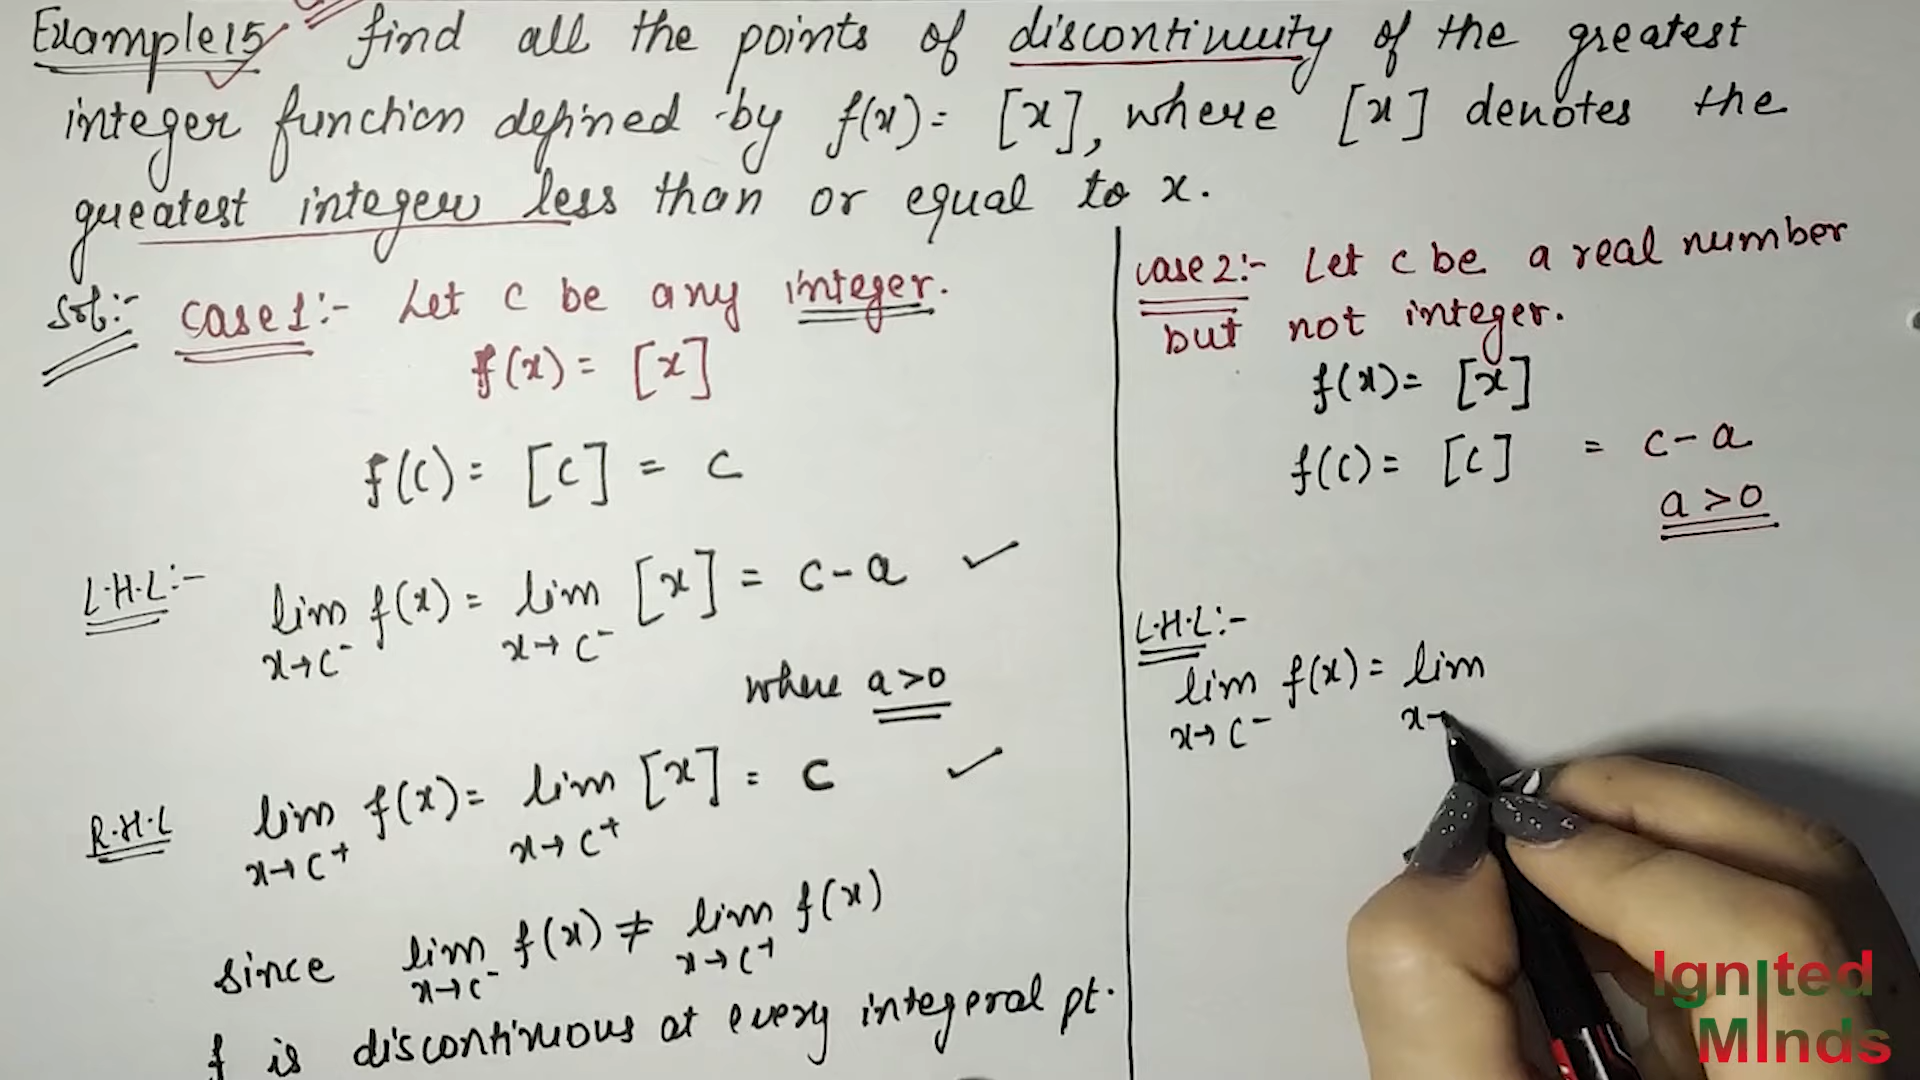 Example 15 find all the points of discontinuity of the greatest
integer function defined by f(x) = [x], where [x] denotes the
greatest integer less than or equal to x.
Sol:- Case 1:- Let c be any integer.
f(x) = [x]
f(c) = [c] = c
L.H.L:- lim x→c⁻ f(x) = lim x→c⁻ [x] = c - a ✓
where a>0
R.H.L lim x→c⁺ f(x) = lim x→c⁺ [x] = c ✓
since lim x→c⁻ f(x) ≠ lim x→c⁺ f(x)
f is discontinuous at every integeral pt.
Case 2:- Let c be a real number
but not integer.
f(x) = [x]
f(c) = [c] = c - a
a > 0
L.H.L:-
lim x→c⁻ f(x) = lim x→
Ignited
Minds